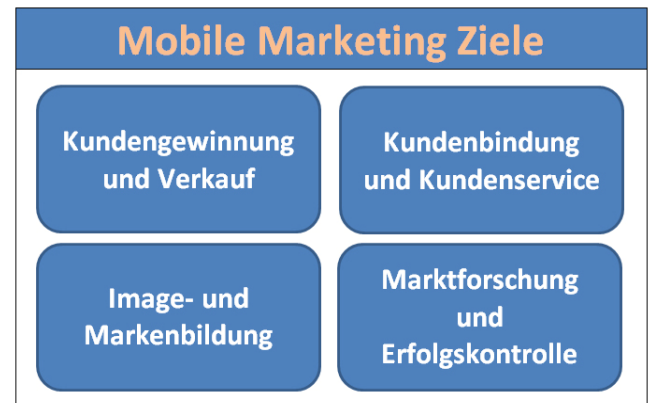 Mobile Marketing Ziele
Kundengewinnung
und Verkauf
Kundenbindung
und Kundenservice
Image- und
Markenbildung
Marktforschung
und
Erfolgskontrolle